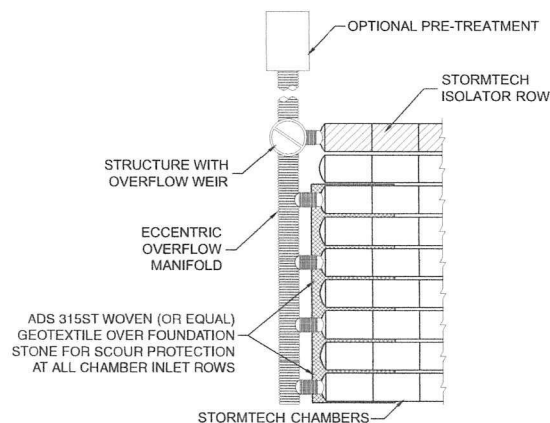 OPTIONAL PRE-TREATMENT
STORMTECH
ISOLATOR ROW
STRUCTURE WITH
OVERFLOW WEIR
ECCENTRIC
OVERFLOW
MANIFOLD
ADS 315ST WOVEN (OR EQUAL)
GEOTEXTILE OVER FOUNDATION
STONE FOR SCOUR PROTECTION
AT ALL CHAMBER INLET ROWS
STORMTECH CHAMBERS